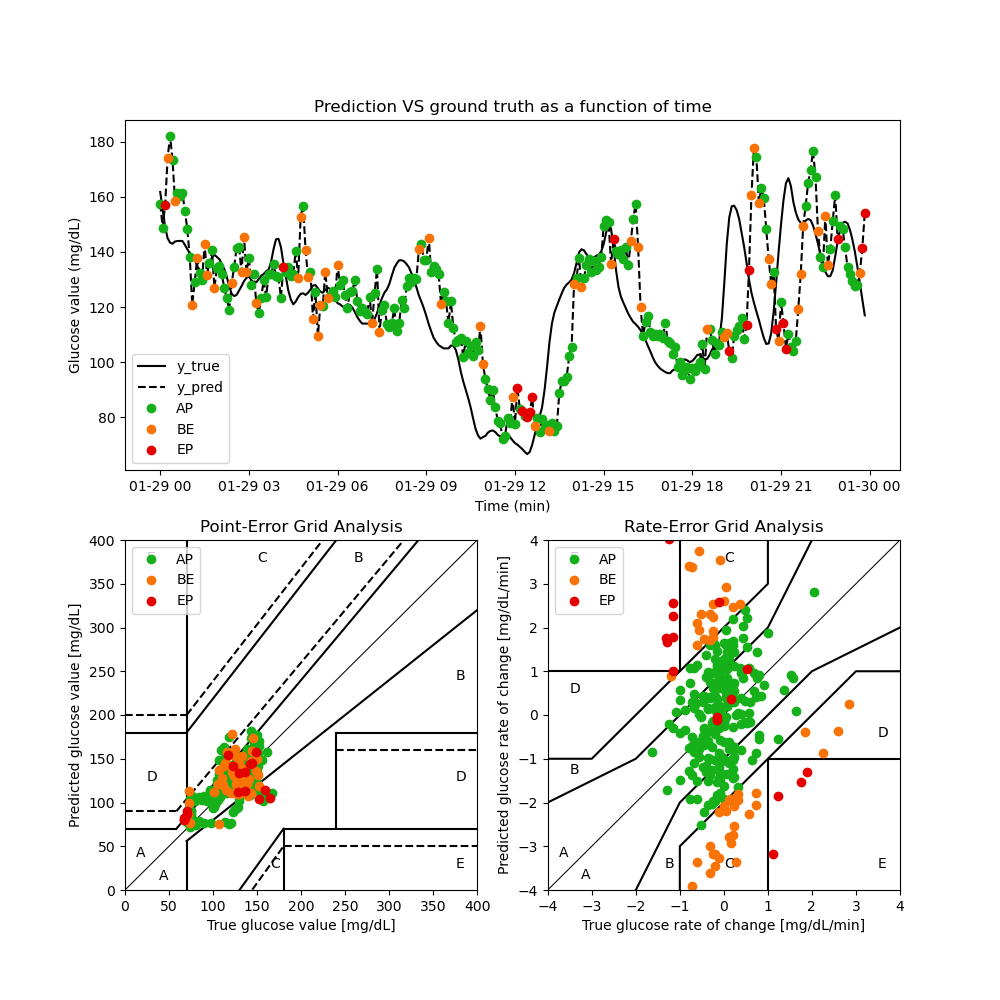 Prediction VS ground truth as a function of time
Glucose value (mg/dL)
180
160
140
120
100
80
y_true
y_pred
AP
BE
EP
01-29 00 01-29 03 01-29 06 01-29 09 01-29 12 01-29 15 01-29 18 01-29 21 01-30 00
Time (min)
Point-Error Grid Analysis
Predicted glucose value [mg/dL]
400
350
300
250
200
150
100
50
0
AP
BE
EP
C
B
B
D
D
A
A
C
E
0 50 100 150 200 250 300 350 400
True glucose value [mg/dL]
Rate-Error Grid Analysis
Predicted glucose rate of change [mg/dL/min]
4
3
2
1
0
−1
−2
−3
−4
AP
BE
EP
C
D
D
B
A
A
B
C
E
−4 −3 −2 −1 0 1 2 3 4
True glucose rate of change [mg/dL/min]